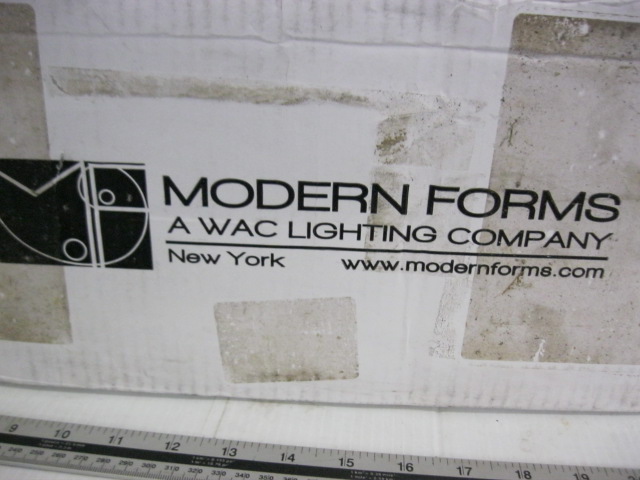 MODERN FORMS
A WAC LIGHTING COMPANY
New York www.modernforms.com
9 10 11 12 13 14 15 16 17 18 19